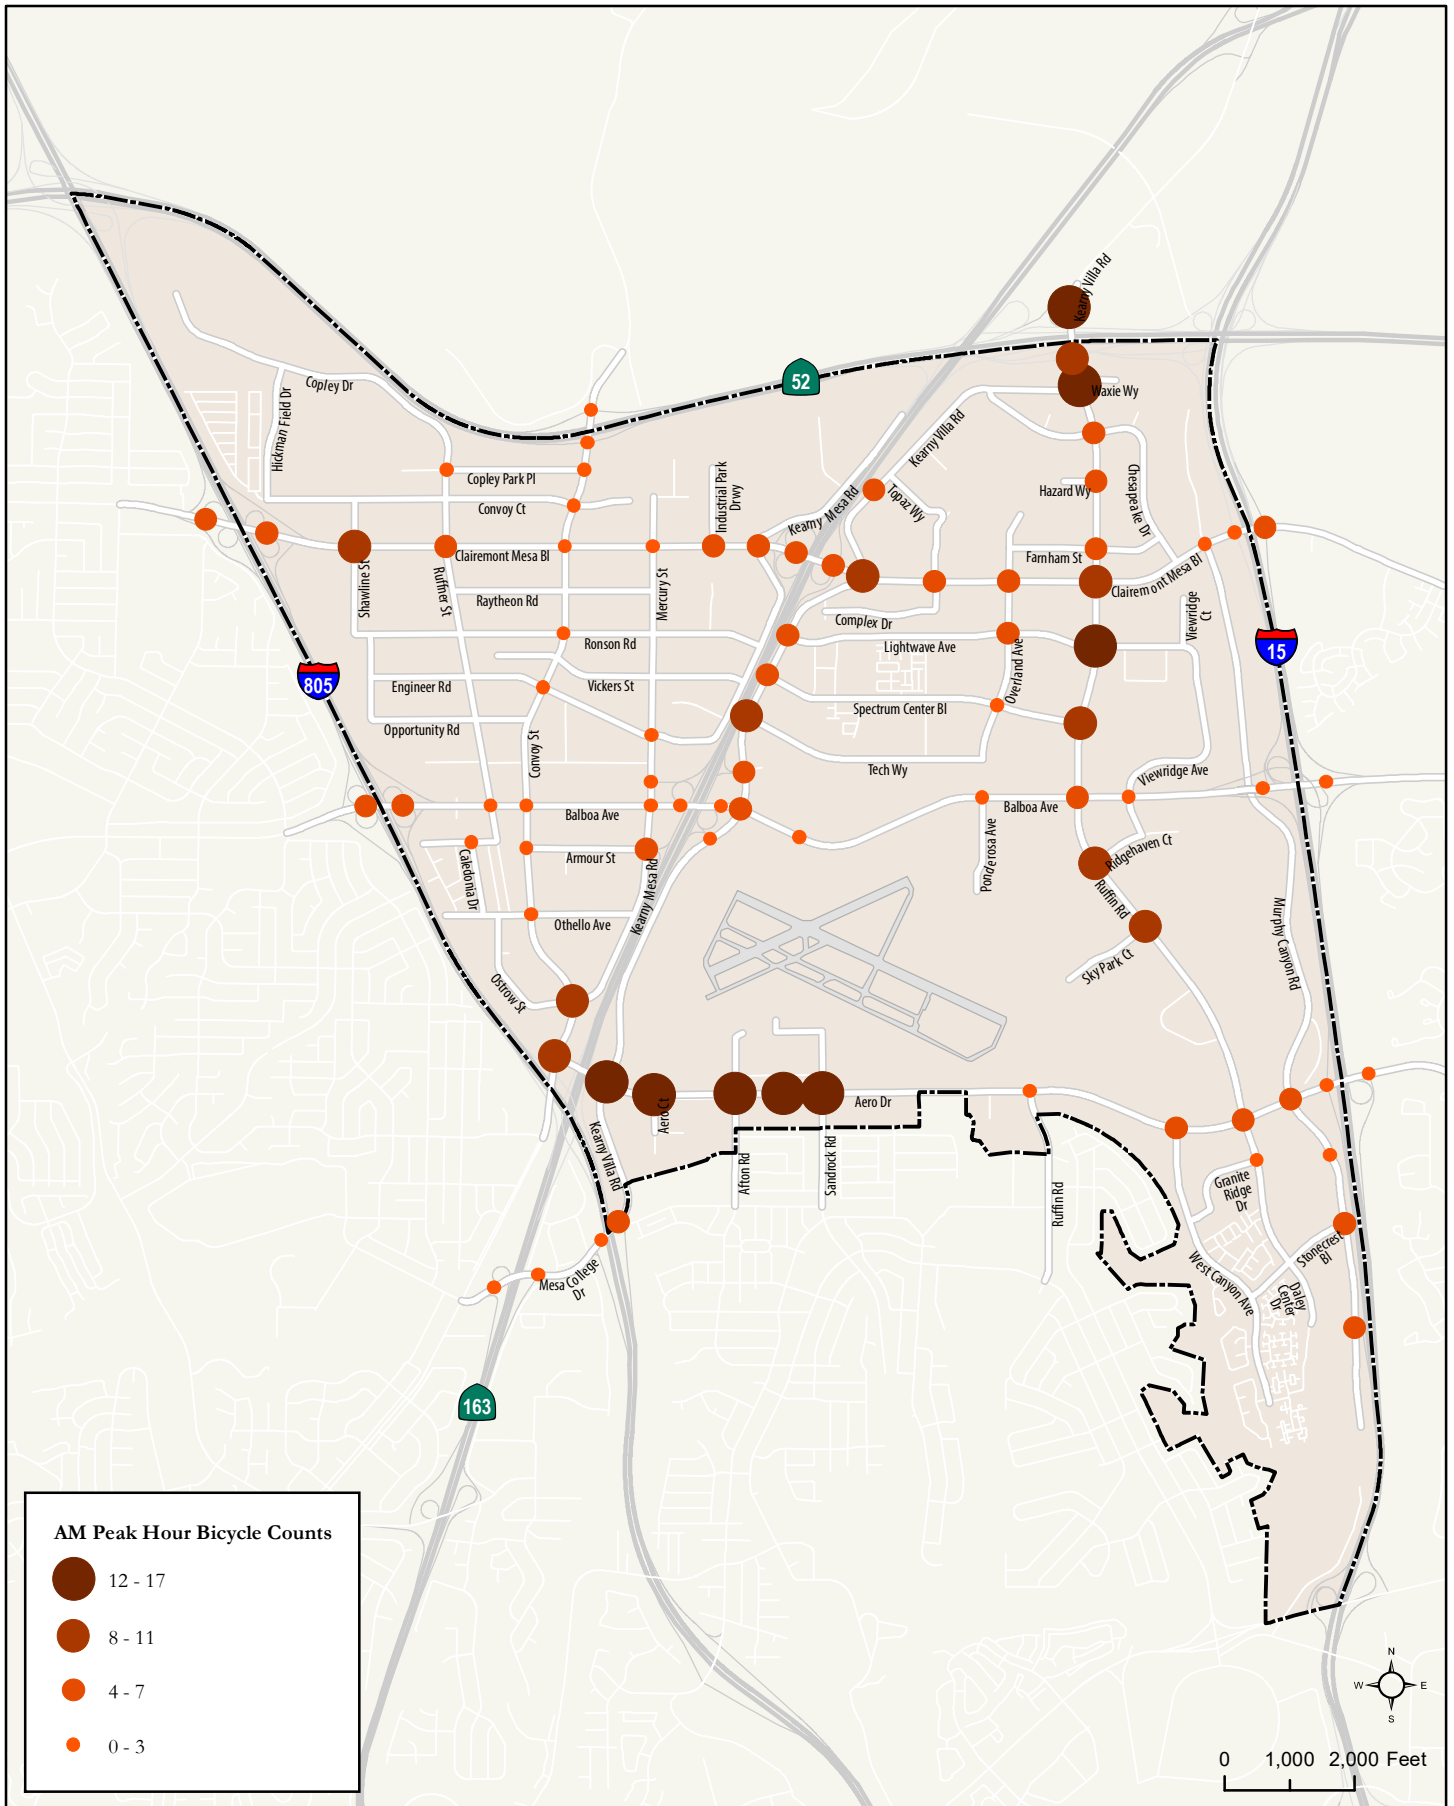 Kearny Villa Rd
52
Waxie Wy
Copley Dr
Hickman Field Dr
Kearny Villa Rd
Copley Park Pl
Industrial Park
Drwy
Chesapeake Dr
Hazard Wy
Topaz Wy
Convoy Ct
Kearny Mesa Rd
Clairemont Mesa Bl
Farnham St
Clairemont Mesa Bl
Shawline St
Ruffner St
Raytheon Rd
Mercury St
Complex Dr
Viewridge
Ct
Ronson Rd
Lightwave Ave
15
805
Engineer Rd
Vickers St
Overland Ave
Spectrum Center Bl
Opportunity Rd
Convoy St
Tech Wy
Viewridge Ave
Balboa Ave
Balboa Ave
Armour St
Ponderosa Ave
Ridgehaven Ct
Caledonia Dr
Kearny Mesa Rd
Ruffin Rd
Othello Ave
Murphy Canyon Rd
Sky Park Ct
Ostrow St
Aero Ct
Aero Dr
Kearny Villa Rd
Afton Rd
Sandrock Rd
Ruffin Rd
Granite
Ridge
Dr
Stonecrest
Bl
West Canyon Ave
Daley
Center
Dr
Mesa College
Dr
163
AM Peak Hour Bicycle Counts
12 - 17
8 - 11
4 - 7
0 - 3
N
W E
S
0 1,000 2,000 Feet